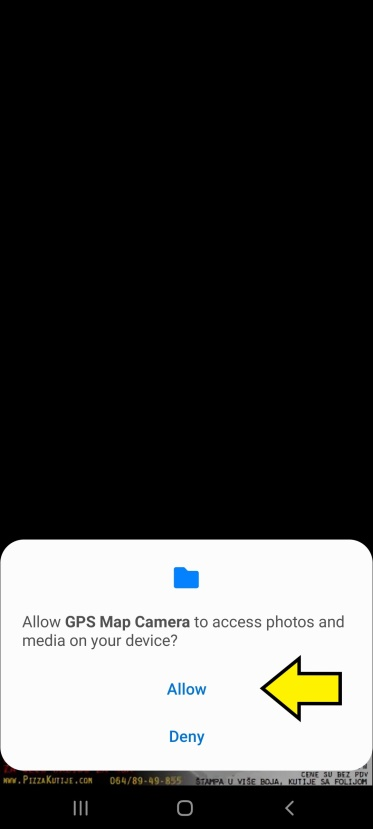 Allow GPS Map Camera to access photos and
media on your device?
Allow
Deny
CENE SU BEZ PDV
www.PizzaKutije.com 064/89-49-855 ŠTAMPA U VIŠE BOJA, KUTIJE SA FOLIJOM